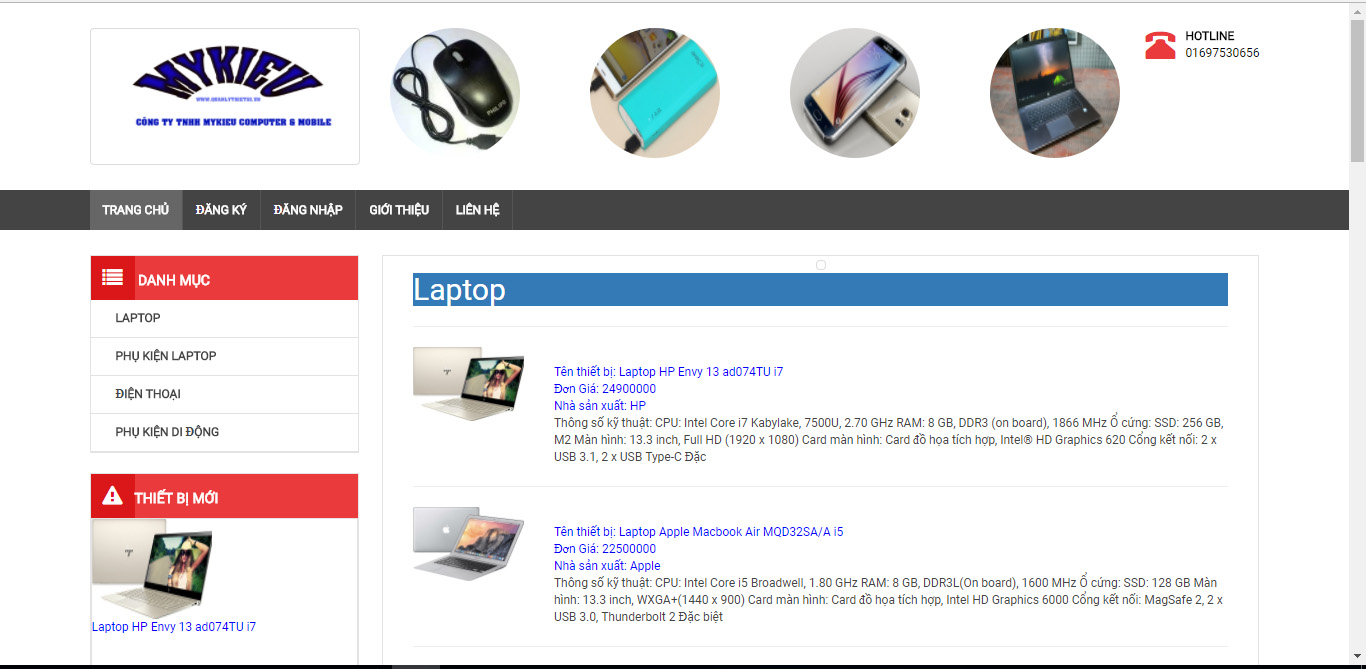 MYKIEU
WWW.QUANLYTHIETBI.VN
CÔNG TY TNHH MYKIEU COMPUTER & MOBILE
PHILIPS
HOTLINE
01697530656
TRANG CHỦ
ĐĂNG KÝ
ĐĂNG NHẬP
GIỚI THIỆU
LIÊN HỆ
DANH MỤC
LAPTOP
PHỤ KIỆN LAPTOP
ĐIỆN THOẠI
PHỤ KIỆN DI ĐỘNG
THIẾT BỊ MỚI
Laptop HP Envy 13 ad074TU i7
Laptop
Tên thiết bị: Laptop HP Envy 13 ad074TU i7
Đơn Giá: 24900000
Nhà sản xuất: HP
Thông số kỹ thuật: CPU: Intel Core i7 Kabylake, 7500U, 2.70 GHz RAM: 8 GB, DDR3 (on board), 1866 MHz Ổ cứng: SSD: 256 GB,
M2 Màn hình: 13.3 inch, Full HD (1920 x 1080) Card màn hình: Card đồ họa tích hợp, Intel® HD Graphics 620 Cổng kết nối: 2 x
USB 3.1, 2 x USB Type-C Đặc
Tên thiết bị: Laptop Apple Macbook Air MQD32SA/A i5
Đơn Giá: 22500000
Nhà sản xuất: Apple
Thông số kỹ thuật: CPU: Intel Core i5 Broadwell, 1.80 GHz RAM: 8 GB, DDR3L(On board), 1600 MHz Ổ cứng: SSD: 128 GB Màn
hình: 13.3 inch, WXGA+(1440 x 900) Card màn hình: Card đồ họa tích hợp, Intel HD Graphics 6000 Cổng kết nối: MagSafe 2, 2 x
USB 3.0, Thunderbolt 2 Đặc biệt